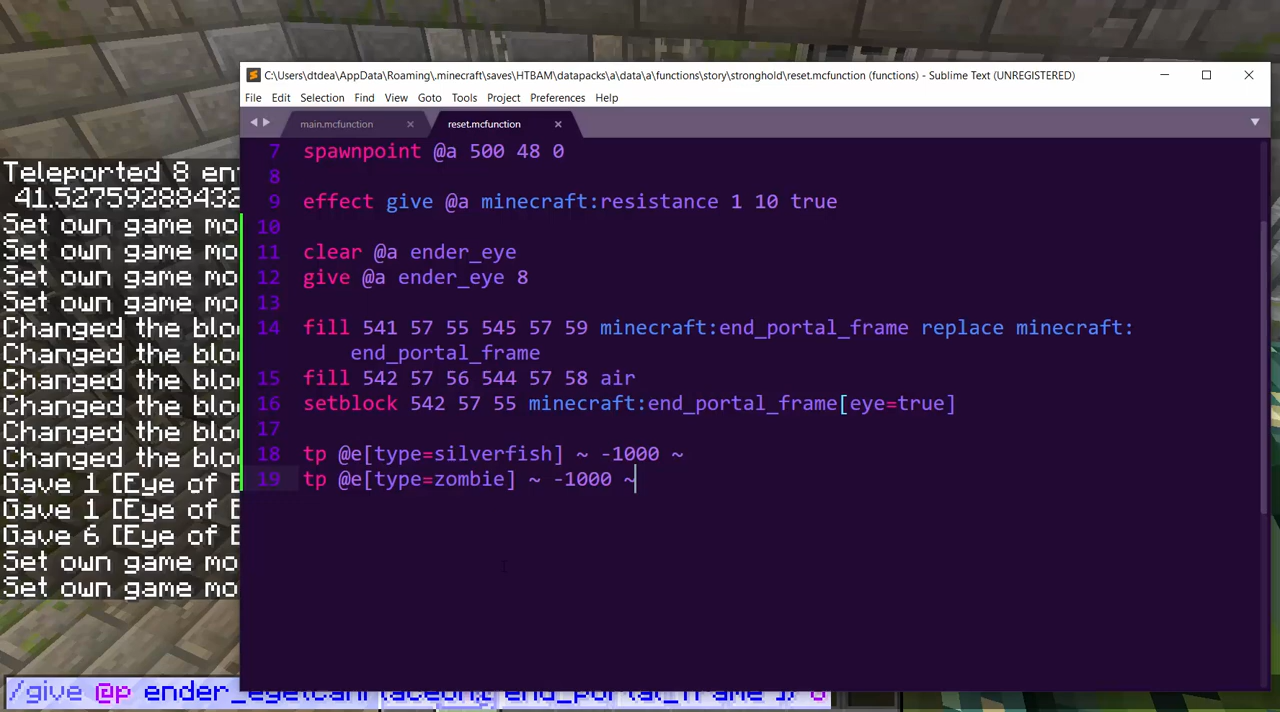 C:\Users\dtdea\AppData\Roaming\.minecraft\saves\HTBAM\datapacks\a\data\a\functions\story\stronghold\reset.mcfunction (functions) - Sublime Text (UNREGISTERED)
File Edit Selection Find View Goto Tools Project Preferences Help
main.mcfunction reset.mcfunction
7 spawnpoint @a 500 48 0
8
9 effect give @a minecraft:resistance 1 10 true
10
11 clear @a ender_eye
12 give @a ender_eye 8
13
14 fill 541 57 55 545 57 59 minecraft:end_portal_frame replace minecraft:
end_portal_frame
15 fill 542 57 56 544 57 58 air
16 setblock 542 57 55 minecraft:end_portal_frame[eye=true]
17
18 tp @e[type=silverfish] ~ -1000 ~
19 tp @e[type=zombie] ~ -1000 ~
Teleported 8 en
41.52759288432
Set own game mo
Set own game mo
Set own game mo
Set own game mo
Changed the blo
Changed the blo
Changed the blo
Changed the blo
Changed the blo
Changed the blo
Gave 1 [Eye of E
Gave 1 [Eye of E
Gave 6 [Eye of E
Set own game mo
Set own game mo
/give @p